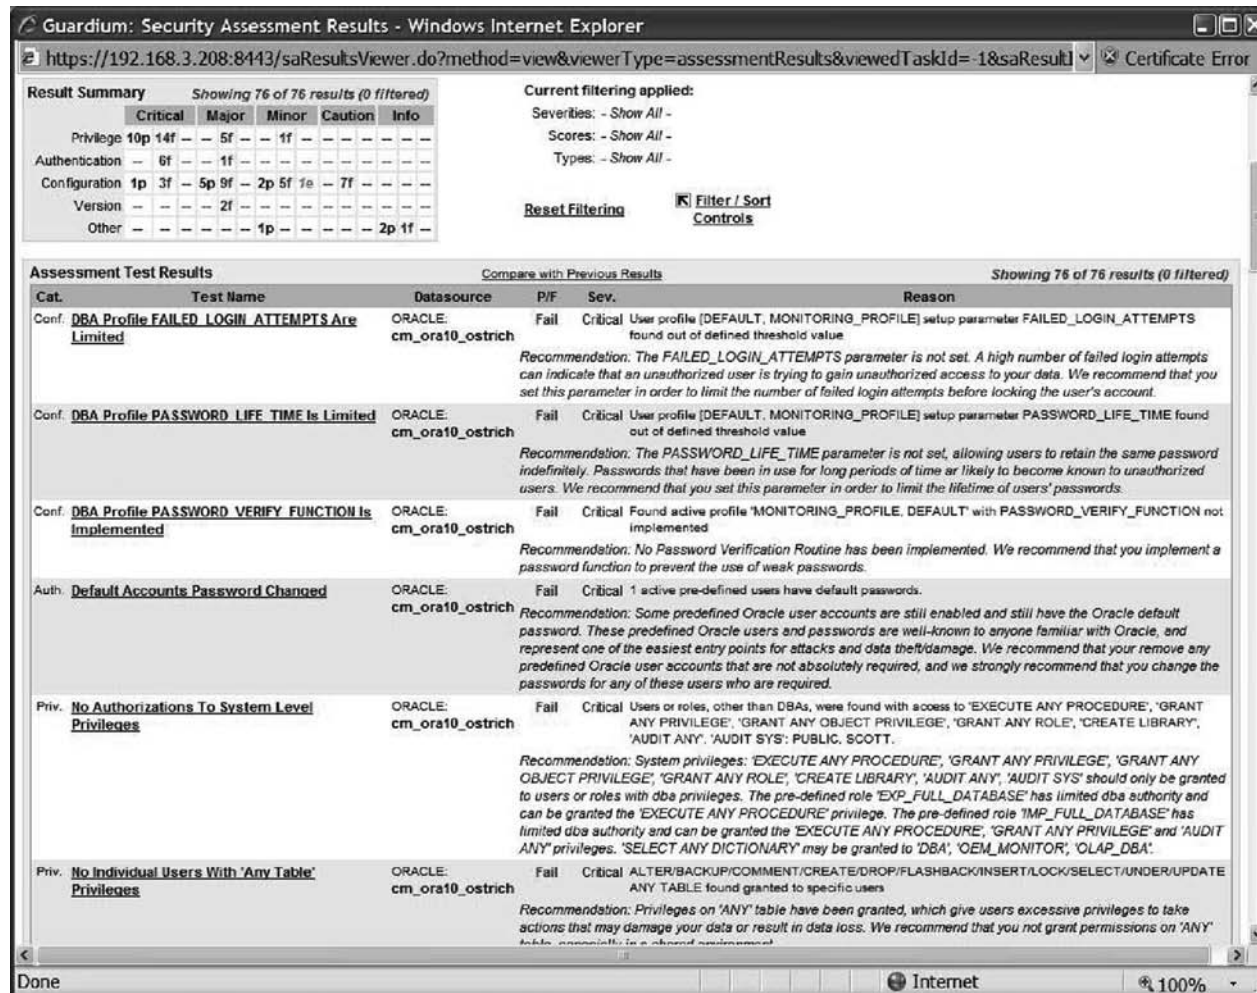 Guardium: Security Assessment Results - Windows Internet Explorer
https://192.168.3.208:8443/saResultsViewer.do?method=view&viewerType=assessmentResults&viewedTaskId=-1&saResultI
Certificate Error
Result Summary Showing 76 of 76 results (0 filtered)
Critical Major Minor Caution Info
Privilege 10p 14f -- -- 5f -- -- 1f -- -- -- -- -- -- --
Authentication -- 6f -- -- 1f -- -- -- -- -- -- -- -- -- --
Configuration 1p 3f -- 5p 9f -- 2p 5f 1e -- 7f -- -- -- --
Version -- -- -- -- 2f -- -- -- -- -- -- -- -- -- --
Other -- -- -- -- -- -- 1p -- -- -- -- -- 2p 1f --
Current filtering applied:
Severities: - Show All -
Scores: - Show All -
Types: - Show All -
Reset Filtering
Filter / Sort
Controls
Assessment Test Results Compare with Previous Results Showing 76 of 76 results (0 filtered)
Cat. Test Name Datasource P/F Sev. Reason
Conf. DBA Profile FAILED_LOGIN_ATTEMPTS Are ORACLE: Fail Critical User profile [DEFAULT, MONITORING_PROFILE] setup parameter FAILED_LOGIN_ATTEMPTS
Limited cm_ora10_ostrich found out of defined threshold value
Recommendation: The FAILED_LOGIN_ATTEMPTS parameter is not set. A high number of failed login attempts
can indicate that an unauthorized user is trying to gain unauthorized access to your data. We recommend that you
set this parameter in order to limit the number of failed login attempts before locking the user's account.
Conf. DBA Profile PASSWORD_LIFE_TIME Is Limited ORACLE: Fail Critical User profile [DEFAULT, MONITORING_PROFILE] setup parameter PASSWORD_LIFE_TIME found
cm_ora10_ostrich out of defined threshold value
Recommendation: The PASSWORD_LIFE_TIME parameter is not set, allowing users to retain the same password
indefinitely. Passwords that have been in use for long periods of time ar likely to become known to unauthorized
users. We recommend that you set this parameter in order to limit the lifetime of users' passwords.
Conf. DBA Profile PASSWORD_VERIFY_FUNCTION Is ORACLE: Fail Critical Found active profile 'MONITORING_PROFILE, DEFAULT' with PASSWORD_VERIFY_FUNCTION not
Implemented cm_ora10_ostrich implemented
Recommendation: No Password Verification Routine has been implemented. We recommend that you implement a
password function to prevent the use of weak passwords.
Auth. Default Accounts Password Changed ORACLE: Fail Critical 1 active pre-defined users have default passwords.
cm_ora10_ostrich Recommendation: Some predefined Oracle user accounts are still enabled and still have the Oracle default
password. These predefined Oracle users and passwords are well-known to anyone familiar with Oracle, and
represent one of the easiest entry points for attacks and data theft/damage. We recommend that your remove any
predefined Oracle user accounts that are not absolutely required, and we strongly recommend that you change the
passwords for any of these users who are required.
Priv. No Authorizations To System Level ORACLE: Fail Critical Users or roles, other than DBAs, were found with access to 'EXECUTE ANY PROCEDURE', 'GRANT
Privileges cm_ora10_ostrich ANY PRIVILEGE', 'GRANT ANY OBJECT PRIVILEGE', 'GRANT ANY ROLE', 'CREATE LIBRARY',
'AUDIT ANY', 'AUDIT SYS': PUBLIC, SCOTT.
Recommendation: System privileges: 'EXECUTE ANY PROCEDURE', 'GRANT ANY PRIVILEGE', 'GRANT ANY
OBJECT PRIVILEGE', 'GRANT ANY ROLE', 'CREATE LIBRARY', 'AUDIT ANY', 'AUDIT SYS' should only be granted
to users or roles with dba privileges. The pre-defined role 'EXP_FULL_DATABASE' has limited dba authority and
can be granted the 'EXECUTE ANY PROCEDURE' privilege. The pre-defined role 'IMP_FULL_DATABASE' has
limited dba authority and can be granted the 'EXECUTE ANY PROCEDURE', 'GRANT ANY PRIVILEGE' and 'AUDIT
ANY' privileges. 'SELECT ANY DICTIONARY' may be granted to 'DBA', 'OEM_MONITOR', 'OLAP_DBA'.
Priv. No Individual Users With 'Any Table' ORACLE: Fail Critical ALTER/BACKUP/COMMENT/CREATE/DROP/FLASHBACK/INSERT/LOCK/SELECT/UNDER/UPDATE
Privileges cm_ora10_ostrich ANY TABLE found granted to specific users
Recommendation: Privileges on 'ANY' table have been granted, which give users excessive privileges to take
actions that may damage your data or result in data loss. We recommend that you not grant permissions on 'ANY'
table, especially in a shared environment.
Done Internet 100%